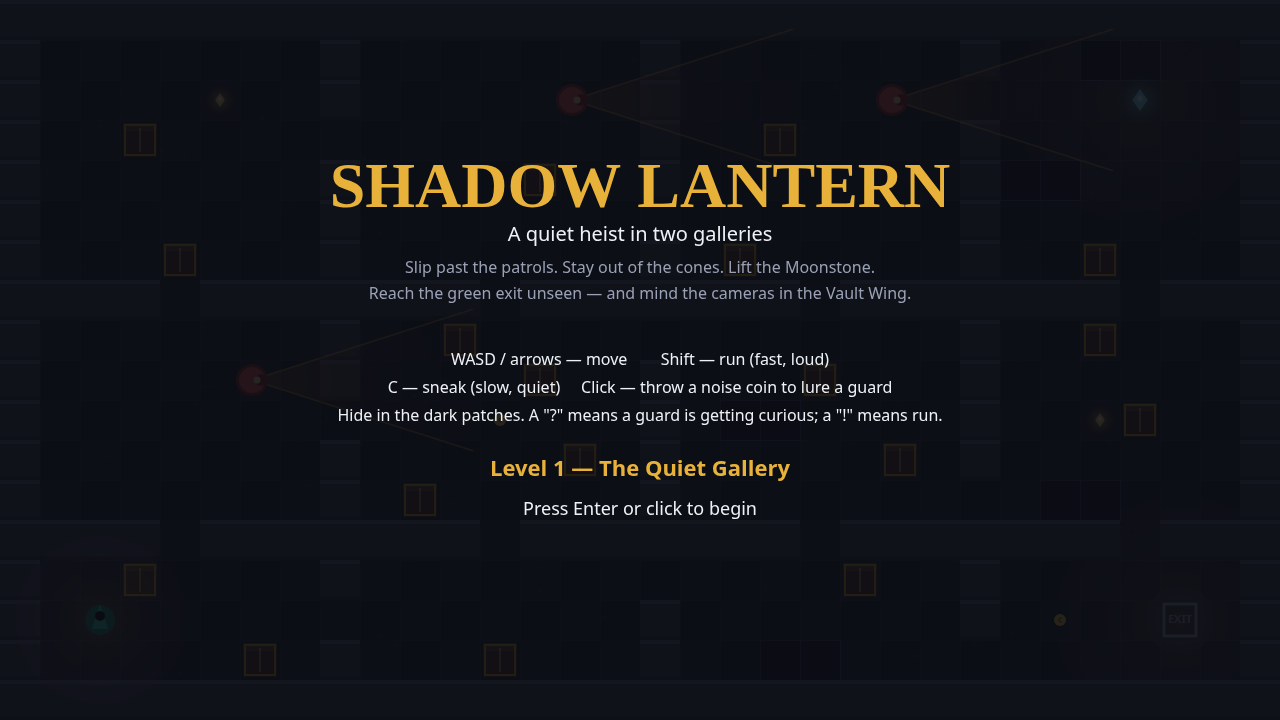 SHADOW LANTERN
A quiet heist in two galleries
Slip past the patrols. Stay out of the cones. Lift the Moonstone.
Reach the green exit unseen — and mind the cameras in the Vault Wing.
WASD / arrows — move Shift — run (fast, loud)
C — sneak (slow, quiet) Click — throw a noise coin to lure a guard
Hide in the dark patches. A "?" means a guard is getting curious; a "!" means run.
Level 1 — The Quiet Gallery
Press Enter or click to begin
EXIT